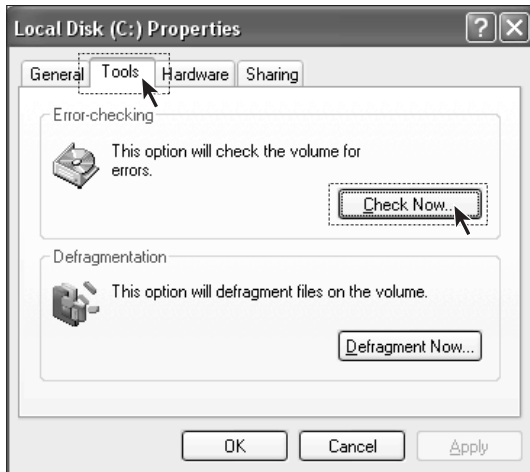 Local Disk (C:) Properties
General Tools Hardware Sharing
Error-checking
This option will check the volume for
errors.
Check Now...
Defragmentation
This option will defragment files on the volume.
Defragment Now...
OK Cancel Apply